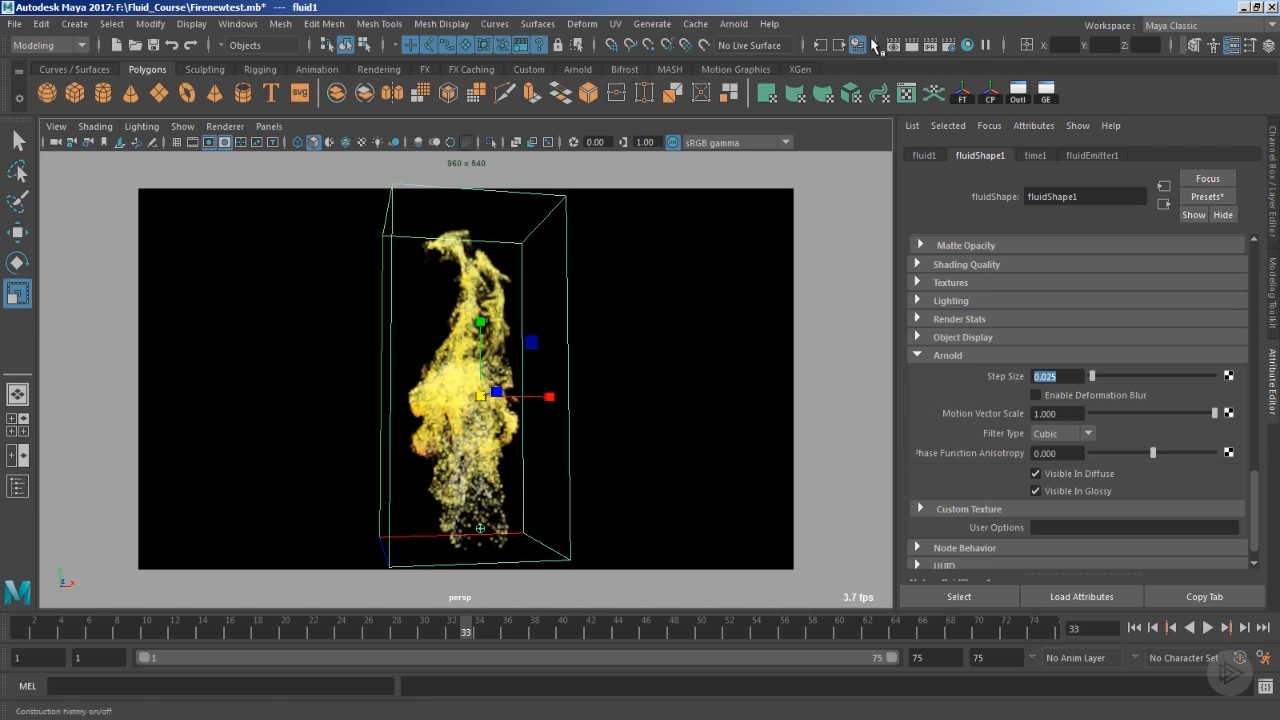 Autodesk Maya 2017: F:\Fluid_Course\Firenewtest.mb* --- fluid1
File Edit Create Select Modify Display Windows Mesh Edit Mesh Mesh Tools Mesh Display Curves Surfaces Deform UV Generate Cache Arnold Help Workspace : Maya Classic
Modeling Objects No Live Surface X: Y: Z:
Curves / Surfaces Polygons Sculpting Rigging Animation Rendering FX FX Caching Custom Arnold Bifrost MASH Motion Graphics XGen
T SVG FT CP Outl GE
View Shading Lighting Show Renderer Panels
0.00 1.00 sRGB gamma
960 x 540
persp
3.7 fps
List Selected Focus Attributes Show Help
fluid1 fluidShape1 time1 fluidEmitter1
Focus
fluidShape: fluidShape1 Presets*
Show Hide
Matte Opacity
Shading Quality
Textures
Lighting
Render Stats
Object Display
Arnold
Step Size 0.025
Enable Deformation Blur
Motion Vector Scale 1.000
Filter Type Cubic
Phase Function Anisotropy 0.000
Visible In Diffuse
Visible In Glossy
Custom Texture
User Options
Node Behavior
UUID
Select Load Attributes Copy Tab
Channel Box / Layer Editor
Modeling Toolkit
Attribute Editor
2 4 6 8 10 12 14 16 18 20 22 24 26 28 30 32 34 36 38 40 42 44 46 48 50 52 54 56 58 60 62 64 66 68 70 72 74
33 33
1 1 1 75 75 75 No Anim Layer No Character Set
MEL
Construction history on/off